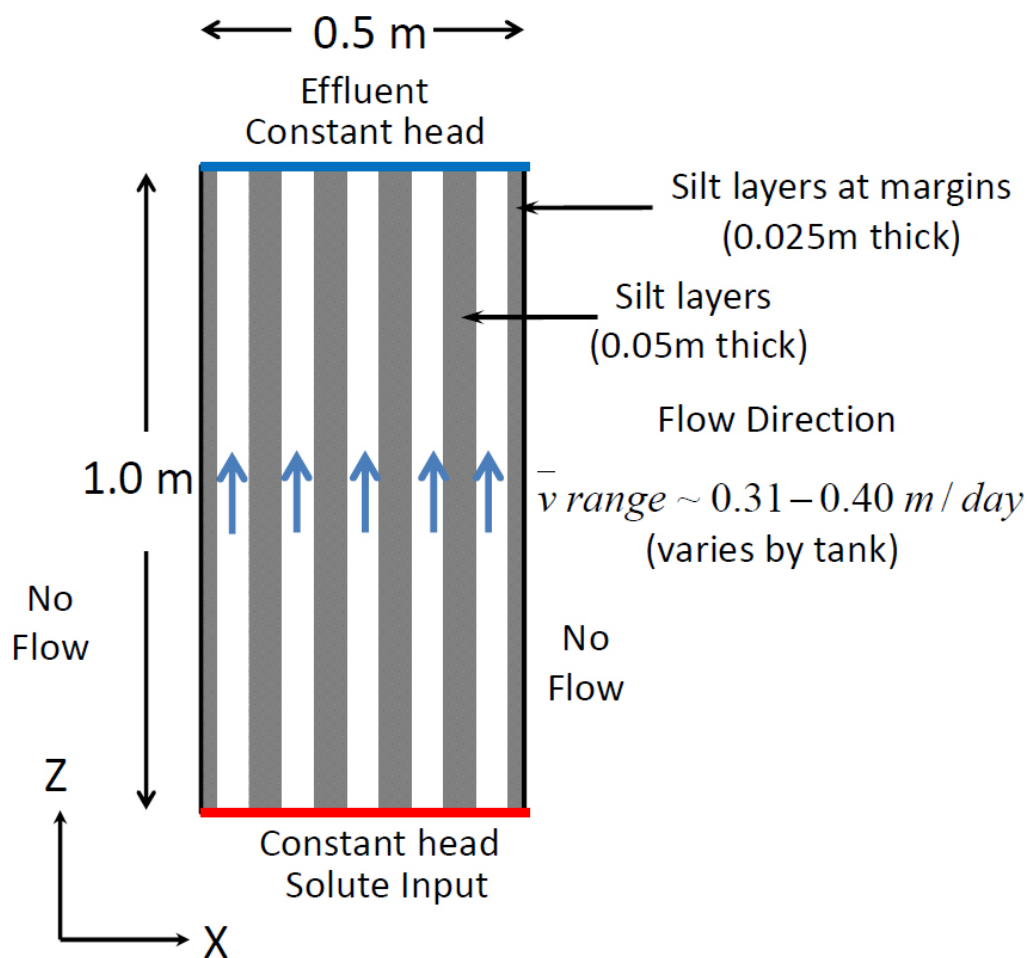 0.5 m
Effluent
Constant head
Silt layers at margins
(0.025m thick)
Silt layers
(0.05m thick)
Flow Direction
1.0 m
v̅ range ~ 0.31 – 0.40 m / day
(varies by tank)
No
Flow
No
Flow
Z
Constant head
Solute Input
X